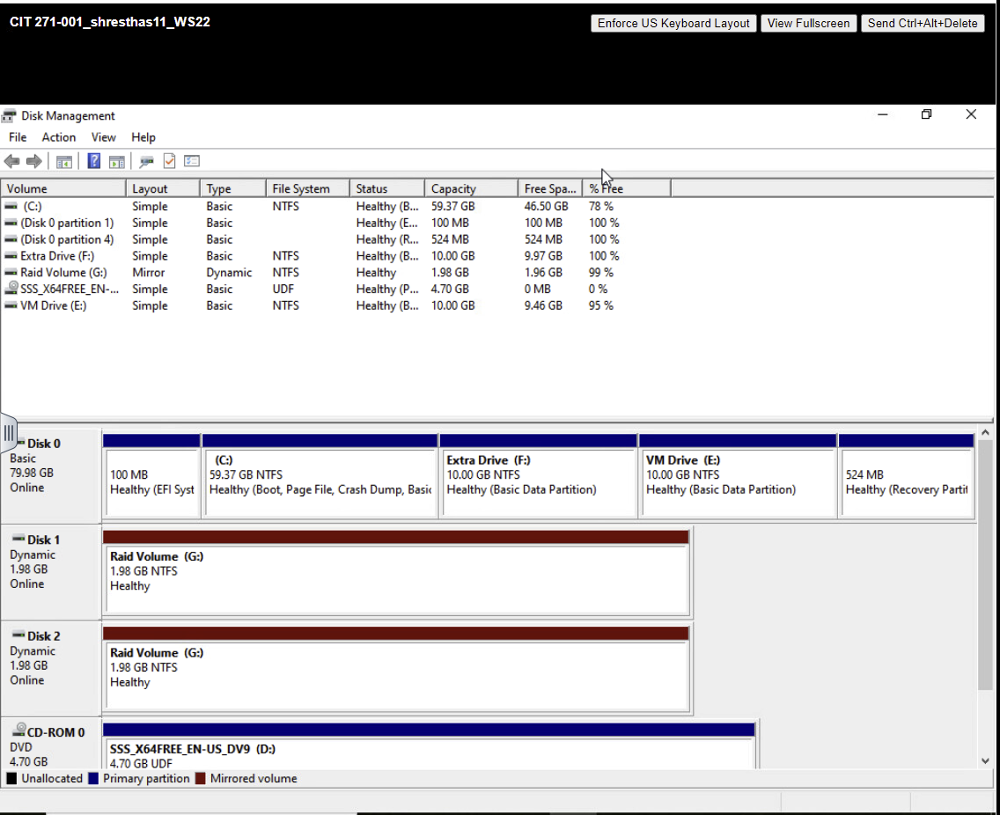 CIT 271-001_shresthas11_WS22
Enforce US Keyboard Layout View Fullscreen Send Ctrl+Alt+Delete
Disk Management
File Action View Help
Volume Layout Type File System Status Capacity Free Spa... % Free
(C:) Simple Basic NTFS Healthy (B... 59.37 GB 46.50 GB 78 %
(Disk 0 partition 1) Simple Basic Healthy (E... 100 MB 100 MB 100 %
(Disk 0 partition 4) Simple Basic Healthy (R... 524 MB 524 MB 100 %
Extra Drive (F:) Simple Basic NTFS Healthy (B... 10.00 GB 9.97 GB 100 %
Raid Volume (G:) Mirror Dynamic NTFS Healthy 1.98 GB 1.96 GB 99 %
SSS_X64FREE_EN-... Simple Basic UDF Healthy (P... 4.70 GB 0 MB 0 %
VM Drive (E:) Simple Basic NTFS Healthy (B... 10.00 GB 9.46 GB 95 %
Disk 0
Basic
79.98 GB
Online
100 MB
Healthy (EFI Syst
(C:)
59.37 GB NTFS
Healthy (Boot, Page File, Crash Dump, Basic
Extra Drive (F:)
10.00 GB NTFS
Healthy (Basic Data Partition)
VM Drive (E:)
10.00 GB NTFS
Healthy (Basic Data Partition)
524 MB
Healthy (Recovery Partit
Disk 1
Dynamic
1.98 GB
Online
Raid Volume (G:)
1.98 GB NTFS
Healthy
Disk 2
Dynamic
1.98 GB
Online
Raid Volume (G:)
1.98 GB NTFS
Healthy
CD-ROM 0
DVD
4.70 GB
SSS_X64FREE_EN-US_DV9 (D:)
4.70 GB UDF
Unallocated Primary partition Mirrored volume